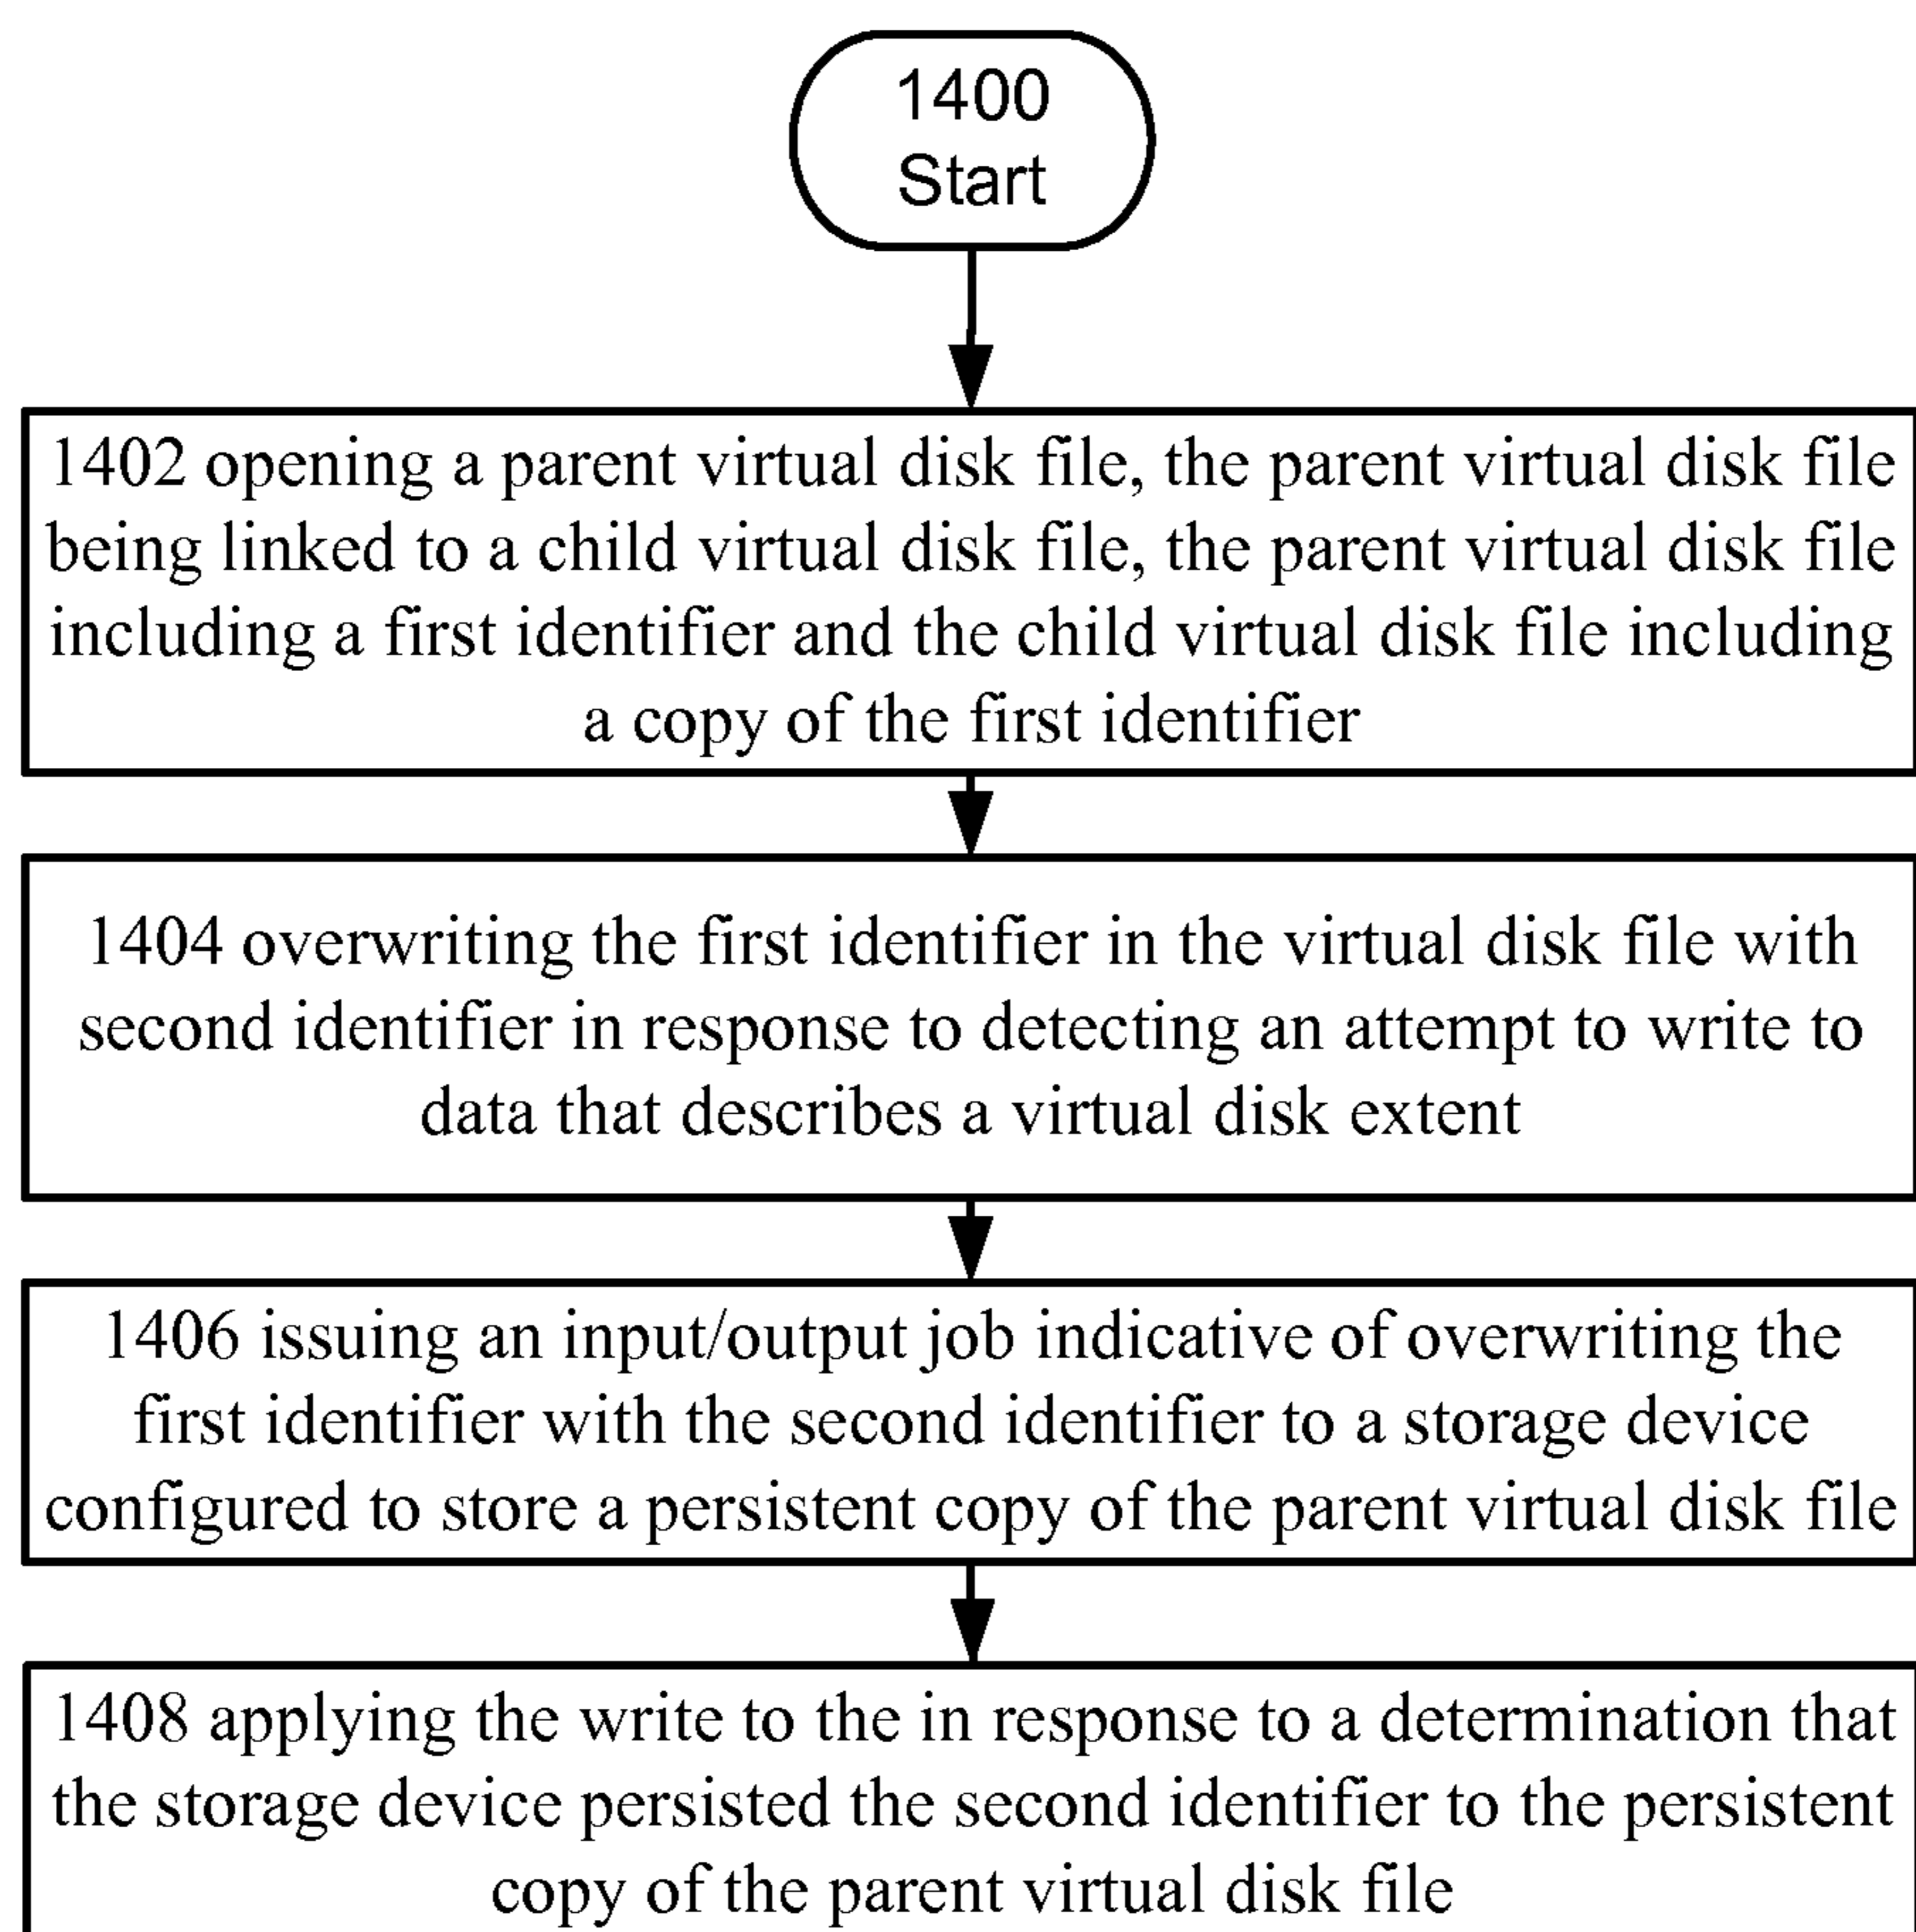 1400
Start
1402 opening a parent virtual disk file, the parent virtual disk file
being linked to a child virtual disk file, the parent virtual disk file
including a first identifier and the child virtual disk file including
a copy of the first identifier
1404 overwriting the first identifier in the virtual disk file with
second identifier in response to detecting an attempt to write to
data that describes a virtual disk extent
1406 issuing an input/output job indicative of overwriting the
first identifier with the second identifier to a storage device
configured to store a persistent copy of the parent virtual disk file
1408 applying the write to the in response to a determination that
the storage device persisted the second identifier to the persistent
copy of the parent virtual disk file